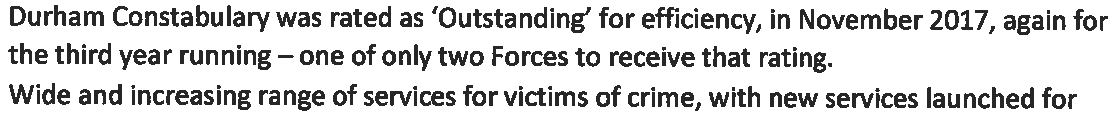 Durham Constabulary was rated as ‘Outstanding’ for efficiency, in November 2017, again for
the third year running – one of only two Forces to receive that rating.
Wide and increasing range of services for victims of crime, with new services launched for